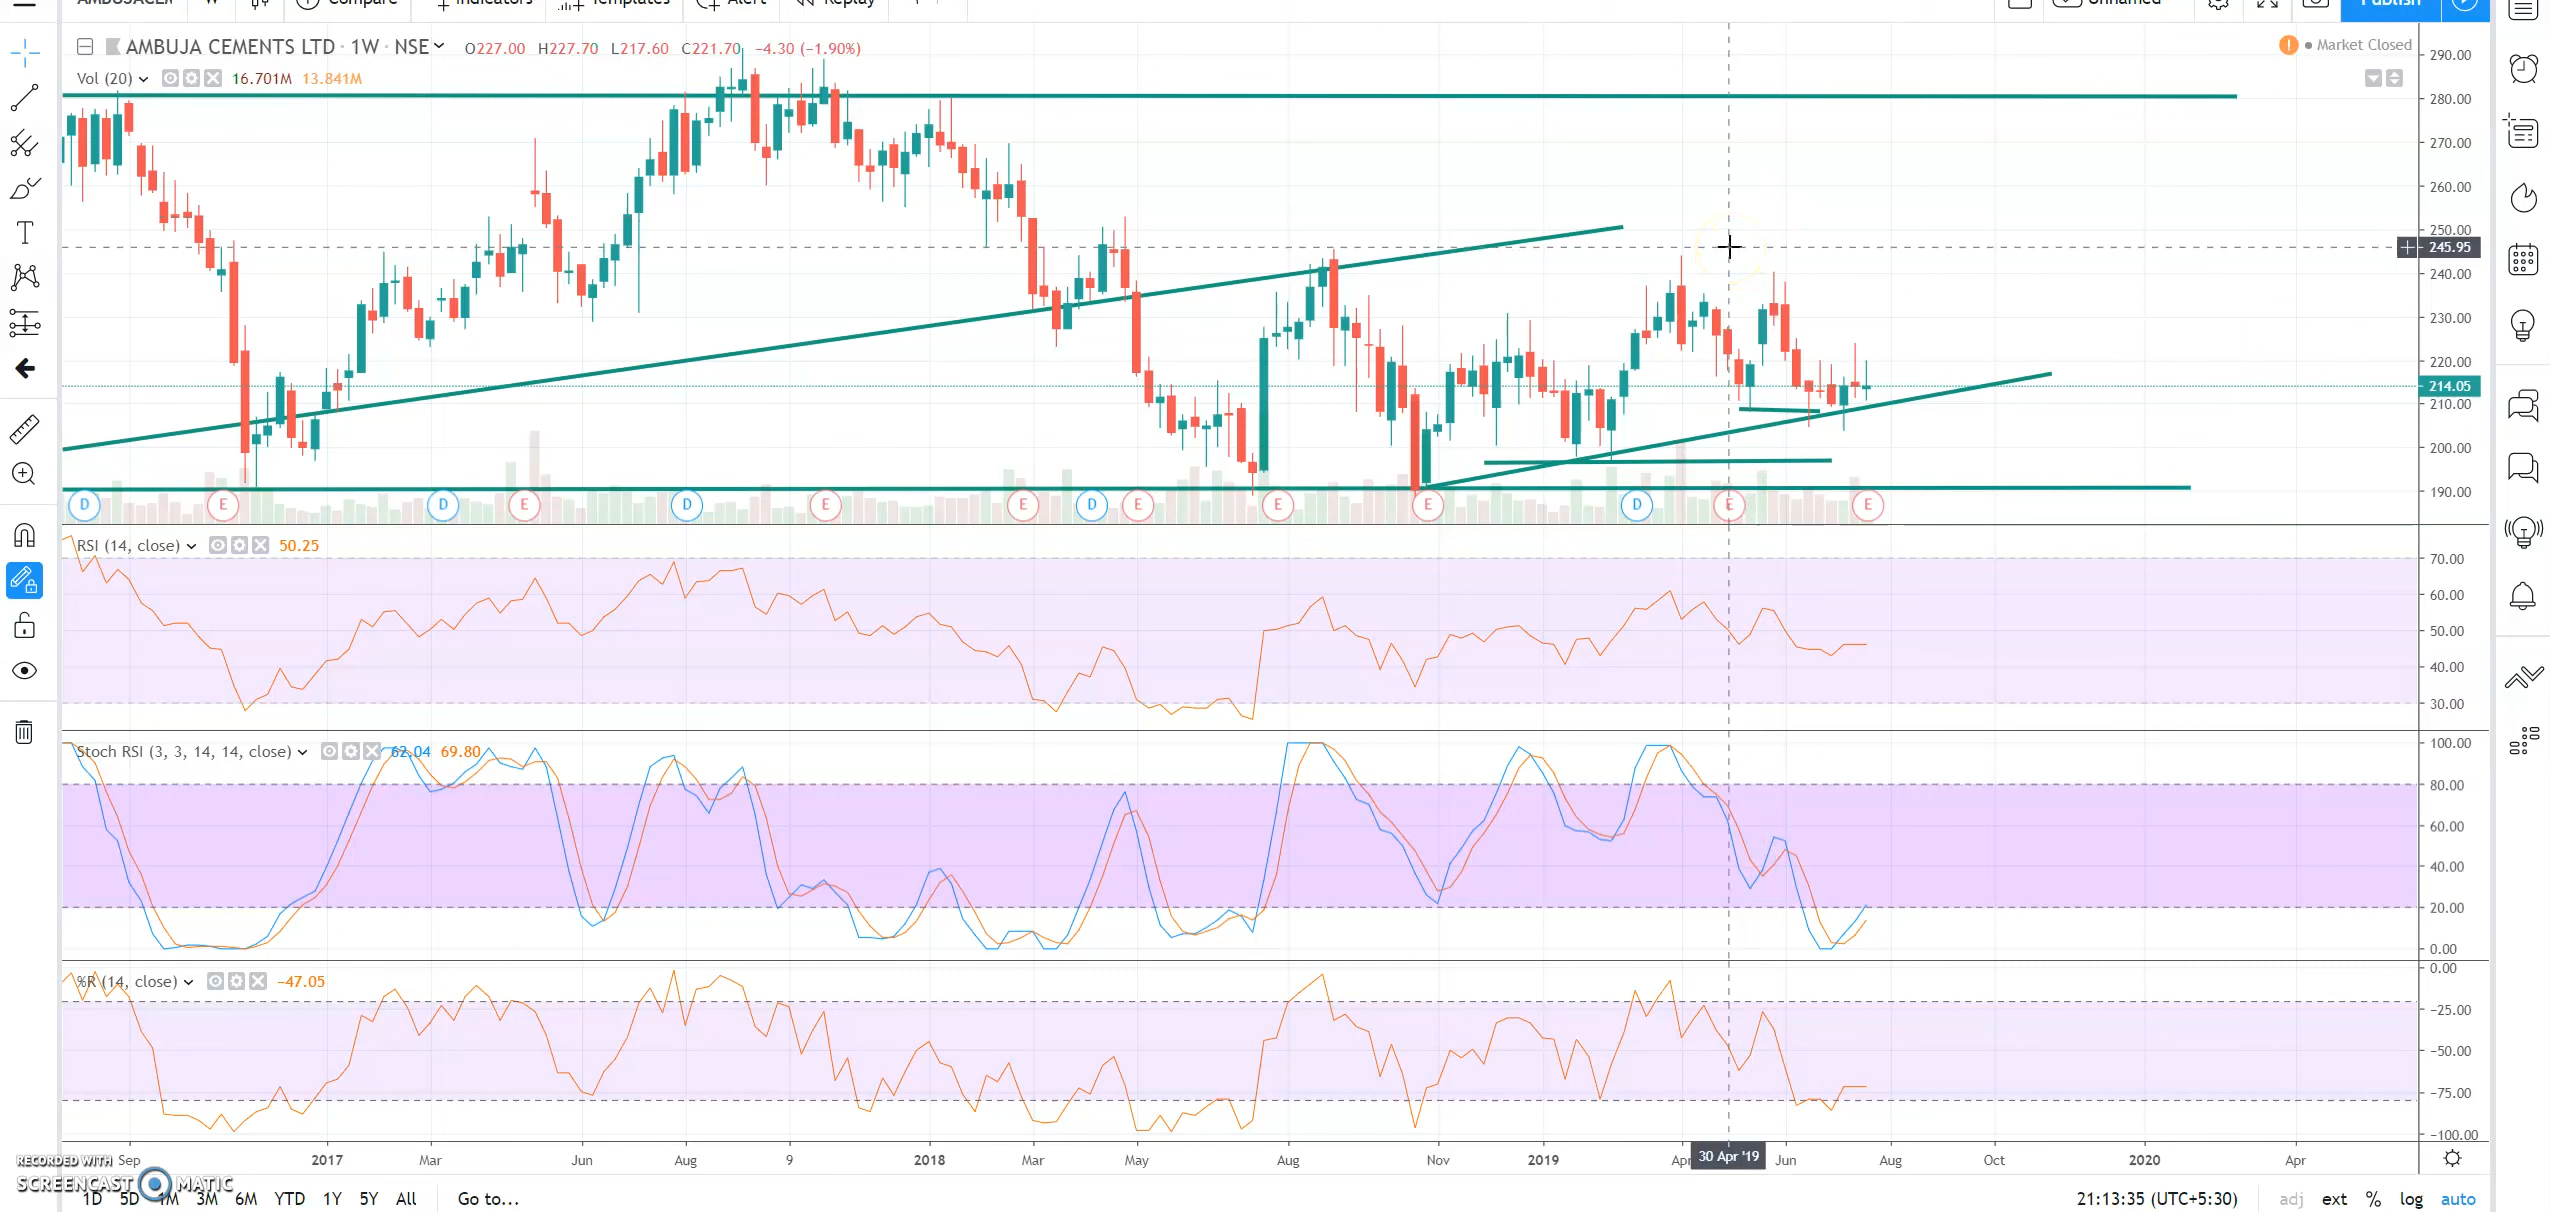 AMBUJACEM W Compare Indicators Templates Alert Replay Unnamed Publish
AMBUJA CEMENTS LTD · 1W · NSE O227.00 H227.70 L217.60 C221.70 −4.30 (−1.90%) Market Closed
Vol (20) 16.701M 13.841M
290.00
280.00
270.00
260.00
250.00
245.95
240.00
230.00
220.00
214.05
210.00
200.00
190.00
D E D E D E E D E E E D E E
RSI (14, close) 50.25
70.00
60.00
50.00
40.00
30.00
Stoch RSI (3, 3, 14, 14, close) 62.04 69.80
100.00
80.00
60.00
40.00
20.00
0.00
%R (14, close) −47.05
0.00
−25.00
−50.00
−75.00
−100.00
Sep 2017 Mar Jun Aug 9 2018 Mar May Aug Nov 2019 Apr 30 Apr '19 Jun Aug Oct 2020 Apr
RECORDED WITH
SCREENCAST MATIC
1D 5D 1M 3M 6M YTD 1Y 5Y All Go to... 21:13:35 (UTC+5:30) adj ext % log auto